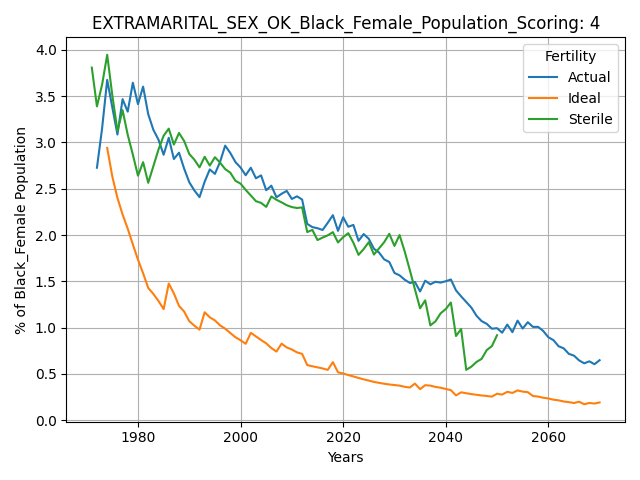 EXTRAMARITAL_SEX_OK_Black_Female_Population_Scoring: 4
Fertility
Actual
Ideal
Sterile
% of Black_Female Population
4.0
3.5
3.0
2.5
2.0
1.5
1.0
0.5
0.0
1980
2000
2020
2040
2060
Years